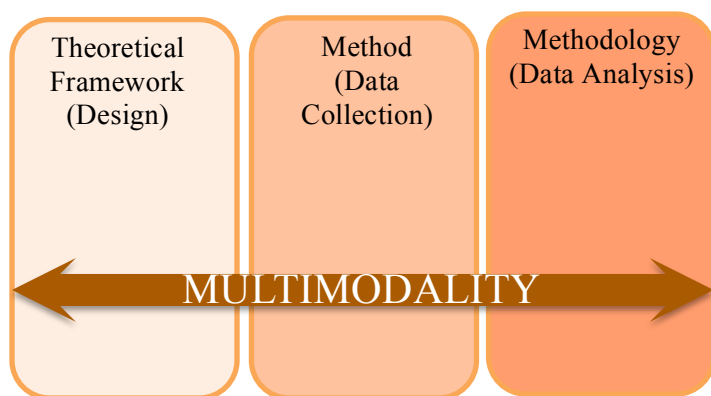 Theoretical
Framework
(Design)
Method
(Data
Collection)
Methodology
(Data Analysis)
MULTIMODALITY